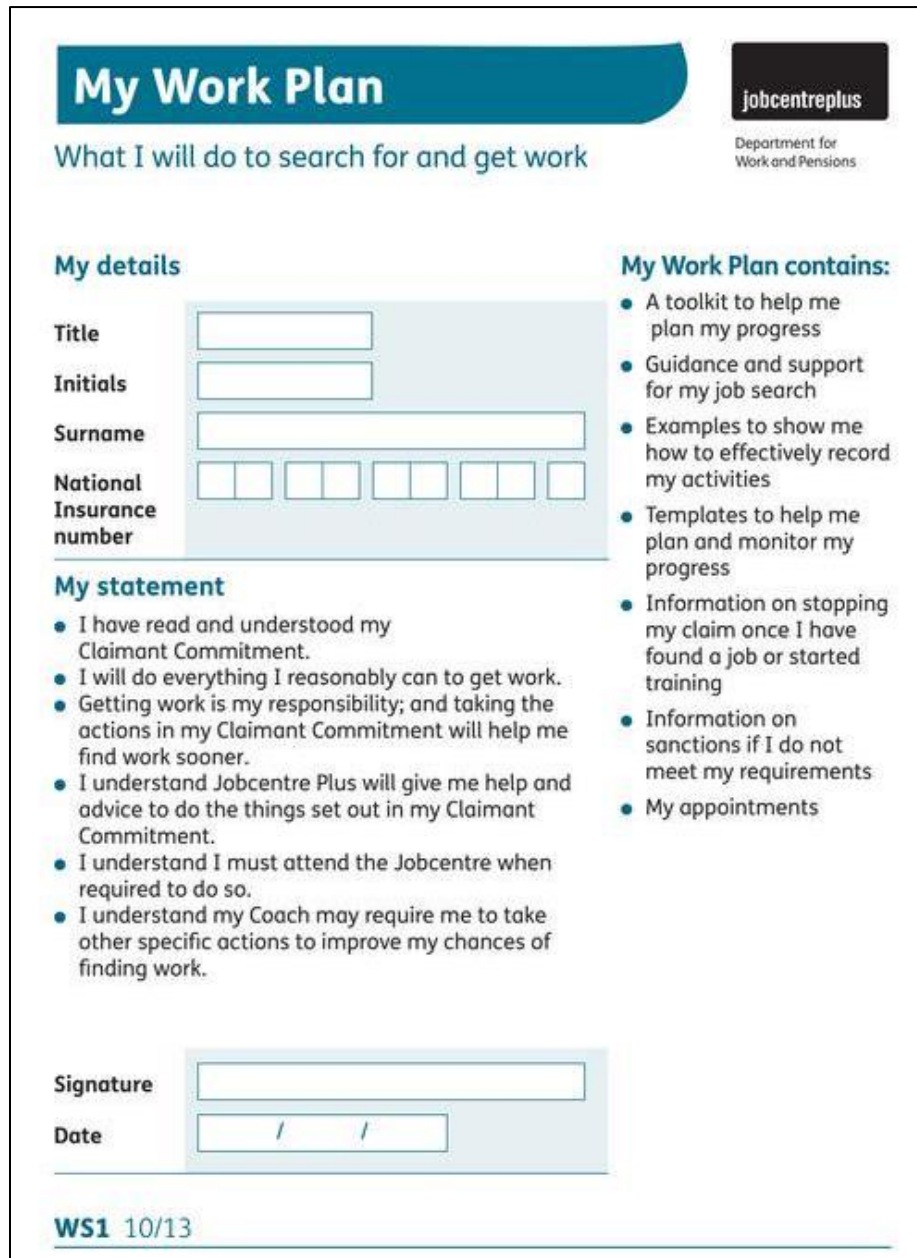 My Work Plan
jobcentreplus
Department for
Work and Pensions
What I will do to search for and get work
My details
Title
Initials
Surname
National
Insurance
number
My statement
• I have read and understood my
Claimant Commitment.
• I will do everything I reasonably can to get work.
• Getting work is my responsibility; and taking the
actions in my Claimant Commitment will help me
find work sooner.
• I understand Jobcentre Plus will give me help and
advice to do the things set out in my Claimant
Commitment.
• I understand I must attend the Jobcentre when
required to do so.
• I understand my Coach may require me to take
other specific actions to improve my chances of
finding work.
Signature
Date / /
My Work Plan contains:
• A toolkit to help me
plan my progress
• Guidance and support
for my job search
• Examples to show me
how to effectively record
my activities
• Templates to help me
plan and monitor my
progress
• Information on stopping
my claim once I have
found a job or started
training
• Information on
sanctions if I do not
meet my requirements
• My appointments
WS1 10/13